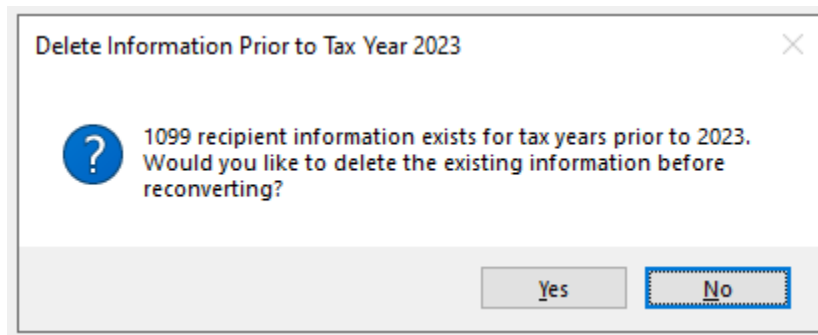 Delete Information Prior to Tax Year 2023
1099 recipient information exists for tax years prior to 2023.
Would you like to delete the existing information before
reconverting?
Yes
No